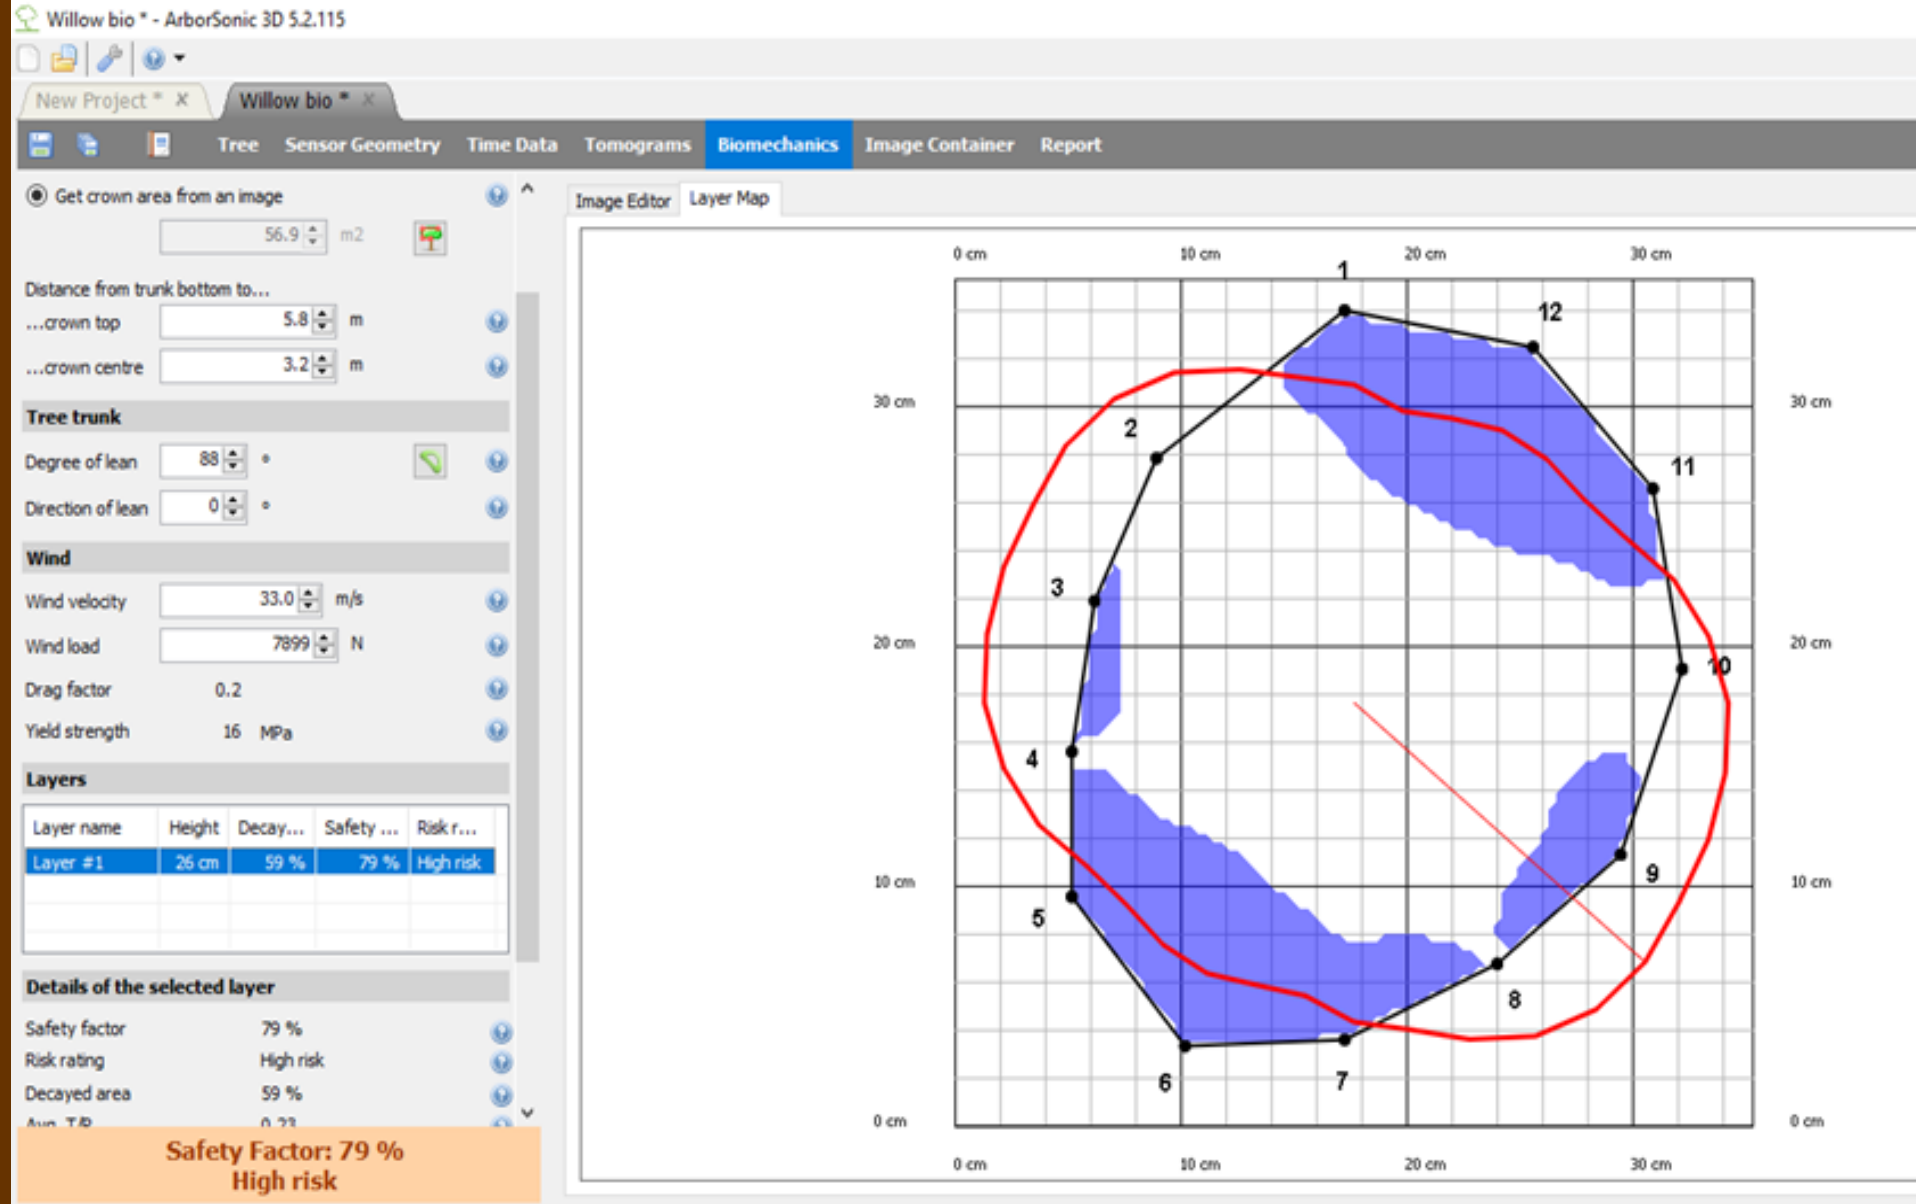 Willow bio * - ArborSonic 3D 5.2.115
New Project * x Willow bio * x
Tree Sensor Geometry Time Data Tomograms Biomechanics Image Container Report
Get crown area from an image
56.9 m2
Distance from trunk bottom to...
...crown top 5.8 m
...crown centre 3.2 m
Tree trunk
Degree of lean 88 °
Direction of lean 0 °
Wind
Wind velocity 33.0 m/s
Wind load 7899 N
Drag factor 0.2
Yield strength 16 MPa
Layers
Layer name Height Decay... Safety ... Risk r...
Layer #1 26 cm 59 % 79 % High risk
Details of the selected layer
Safety factor 79 %
Risk rating High risk
Decayed area 59 %
Avg. T/R 0.23
Safety Factor: 79 %
High risk
Image Editor Layer Map
0 cm 10 cm 20 cm 30 cm
1
12
30 cm 30 cm
2
11
3
20 cm 20 cm
10
4
9
10 cm 10 cm
5
8
6 7
0 cm 0 cm
0 cm 10 cm 20 cm 30 cm